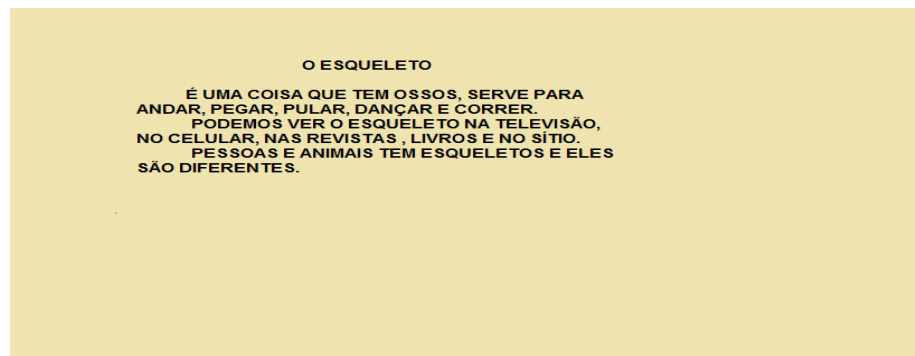 O ESQUELETO
É UMA COISA QUE TEM OSSOS, SERVE PARA
ANDAR, PEGAR, PULAR, DANÇAR E CORRER.
PODEMOS VER O ESQUELETO NA TELEVISÃO,
NO CELULAR, NAS REVISTAS , LIVROS E NO SÍTIO.
PESSOAS E ANIMAIS TEM ESQUELETOS E ELES
SÃO DIFERENTES.